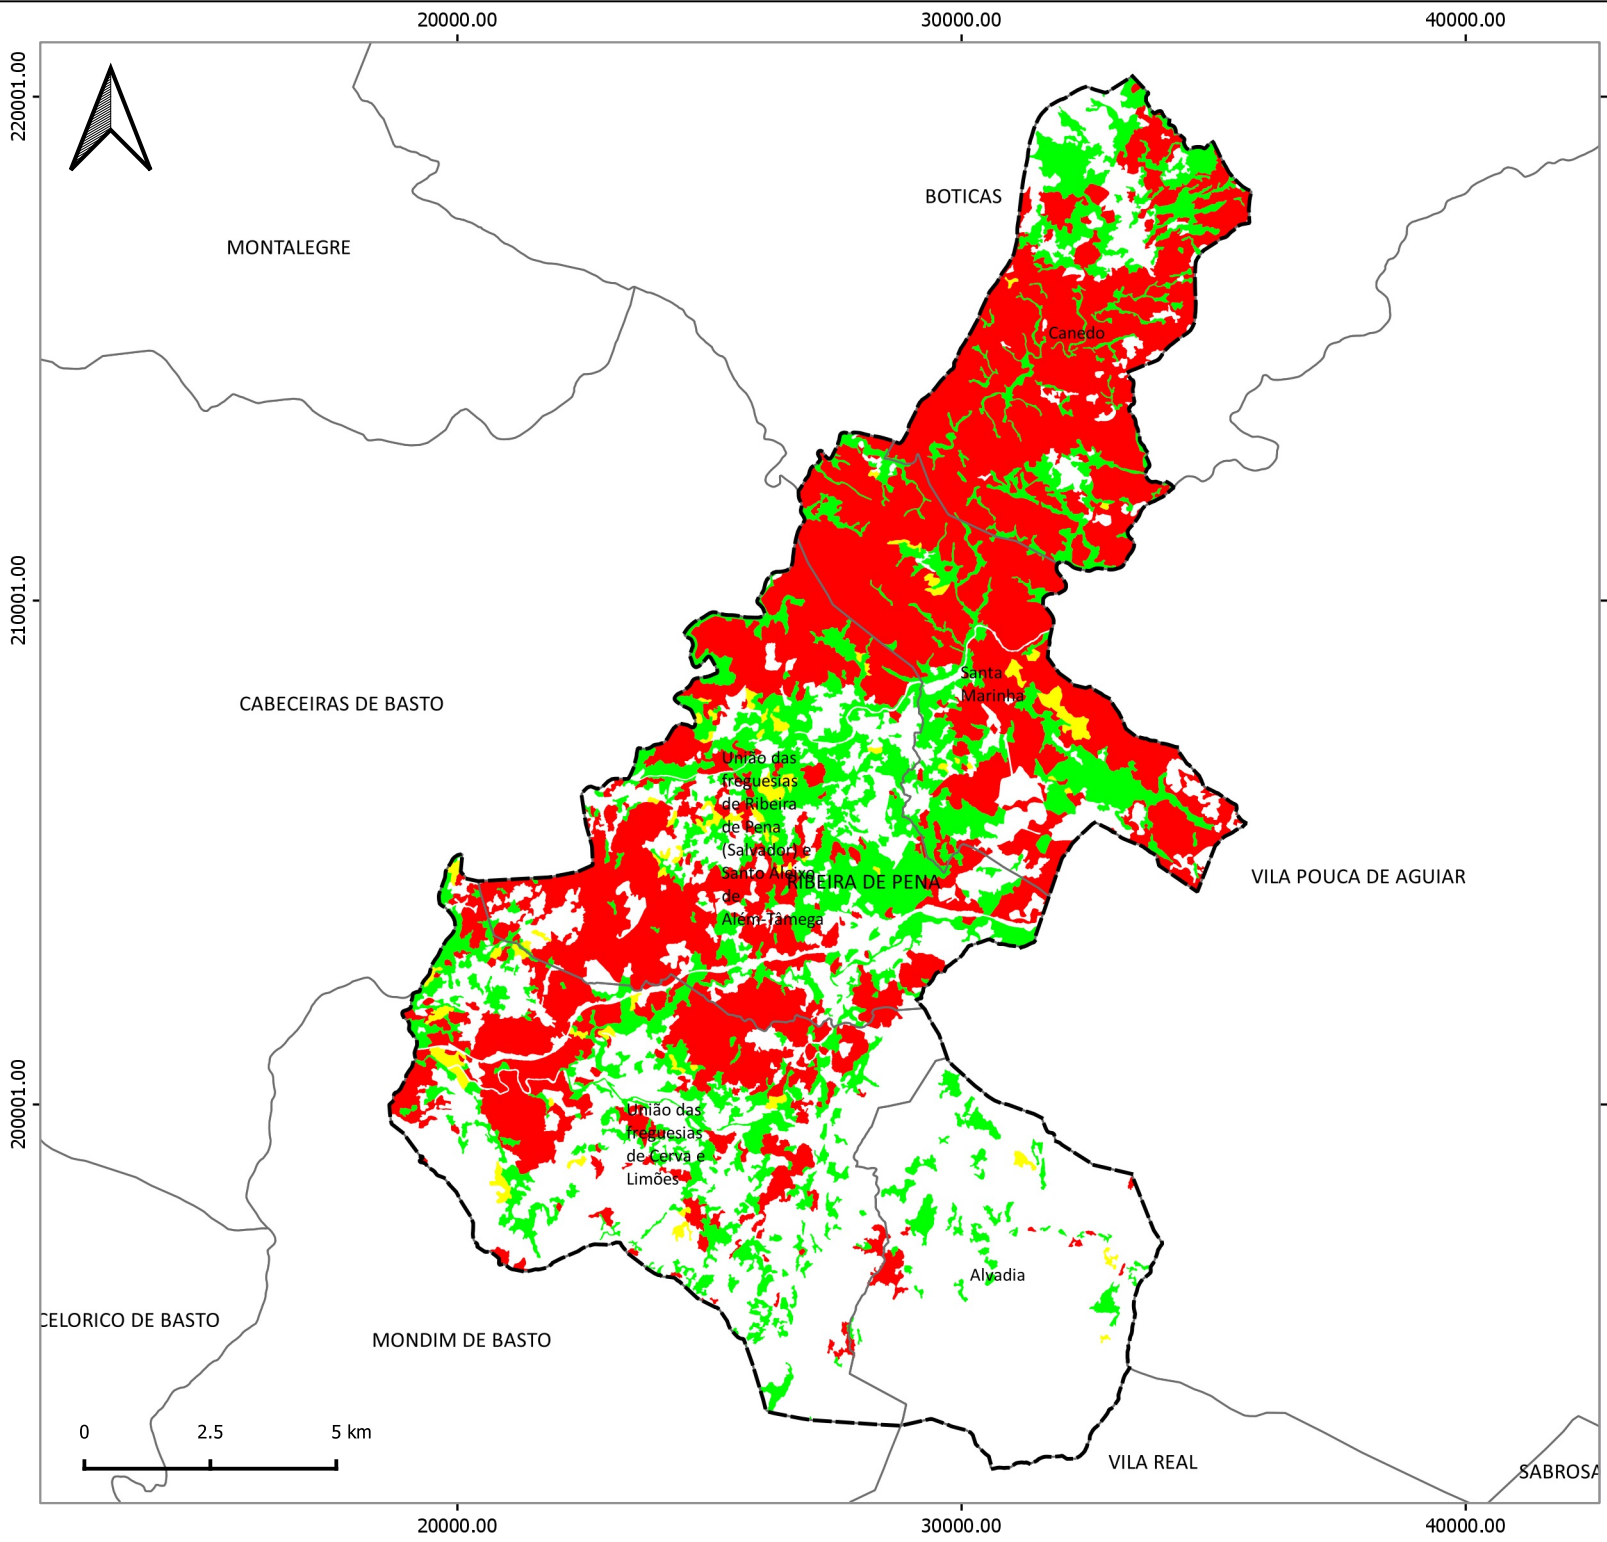 20000.00
30000.00
40000.00
220001.00
BOTICAS
MONTALEGRE
Canedo
210001.00
Santa
Marinha
CABECEIRAS DE BASTO
União das
freguesias
de Ribeira
de Pena
(Salvador) e
Santo Aleixo
de
Além-Tâmega
RIBEIRA DE PENA
VILA POUCA DE AGUIAR
200001.00
União das
freguesias
de Cerva e
Limões
Alvadia
CELORICO DE BASTO
MONDIM DE BASTO
0 2.5 5 km
VILA REAL
SABROSA
20000.00
30000.00
40000.00